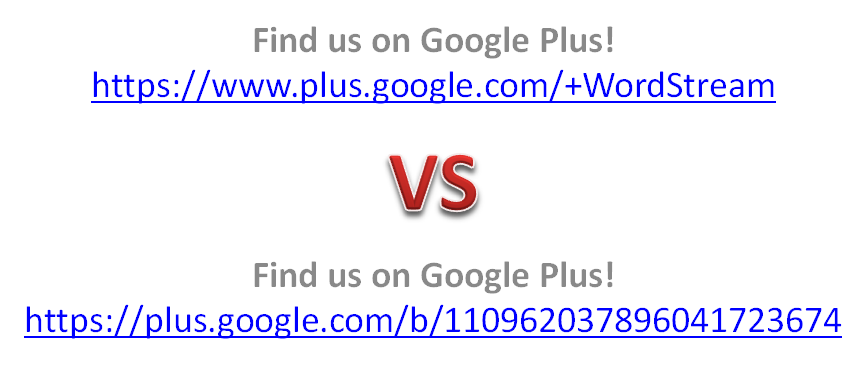 Find us on Google Plus!
https://www.plus.google.com/+WordStream
VS
Find us on Google Plus!
https://plus.google.com/b/110962037896041723674